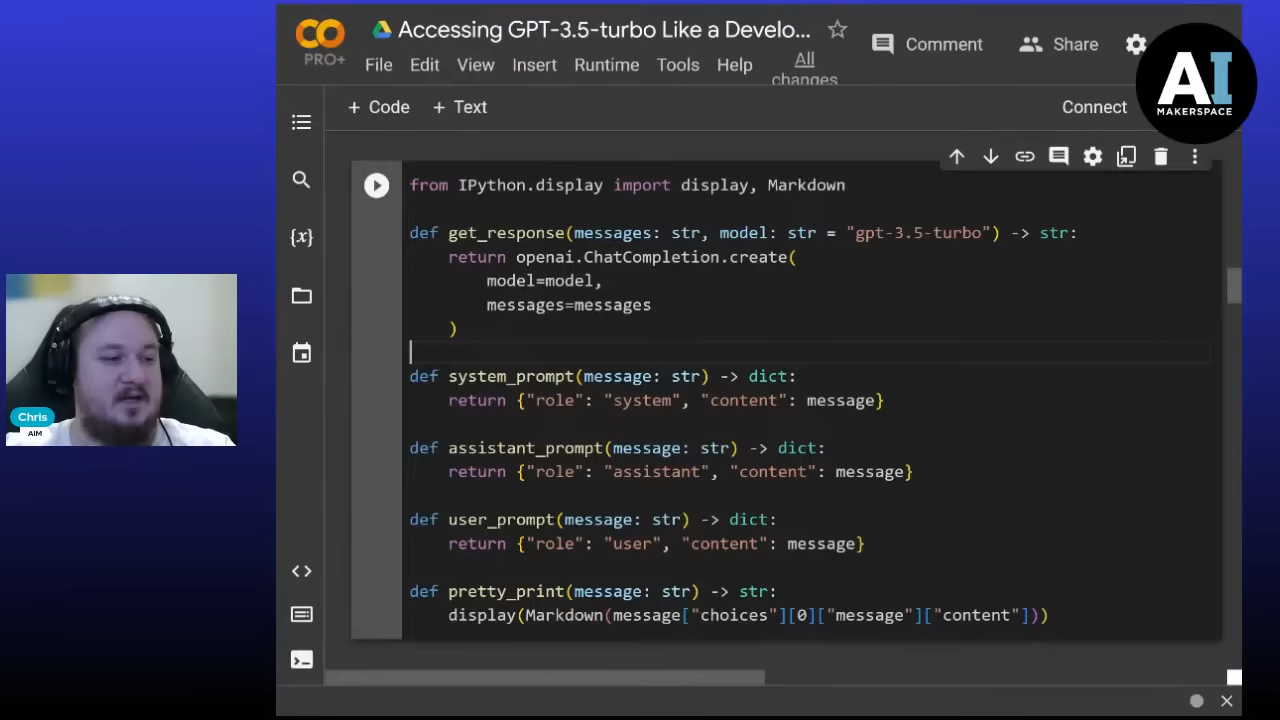 CO
PRO+
Accessing GPT-3.5-turbo Like a Develo...
File Edit View Insert Runtime Tools Help All changes
Comment Share
AI
MAKERSPACE
+ Code + Text
Connect
{x}
from IPython.display import display, Markdown
def get_response(messages: str, model: str = "gpt-3.5-turbo") -> str:
    return openai.ChatCompletion.create(
        model=model,
        messages=messages
    )
def system_prompt(message: str) -> dict:
    return {"role": "system", "content": message}
def assistant_prompt(message: str) -> dict:
    return {"role": "assistant", "content": message}
def user_prompt(message: str) -> dict:
    return {"role": "user", "content": message}
def pretty_print(message: str) -> str:
    display(Markdown(message["choices"][0]["message"]["content"]))
Chris
AIM